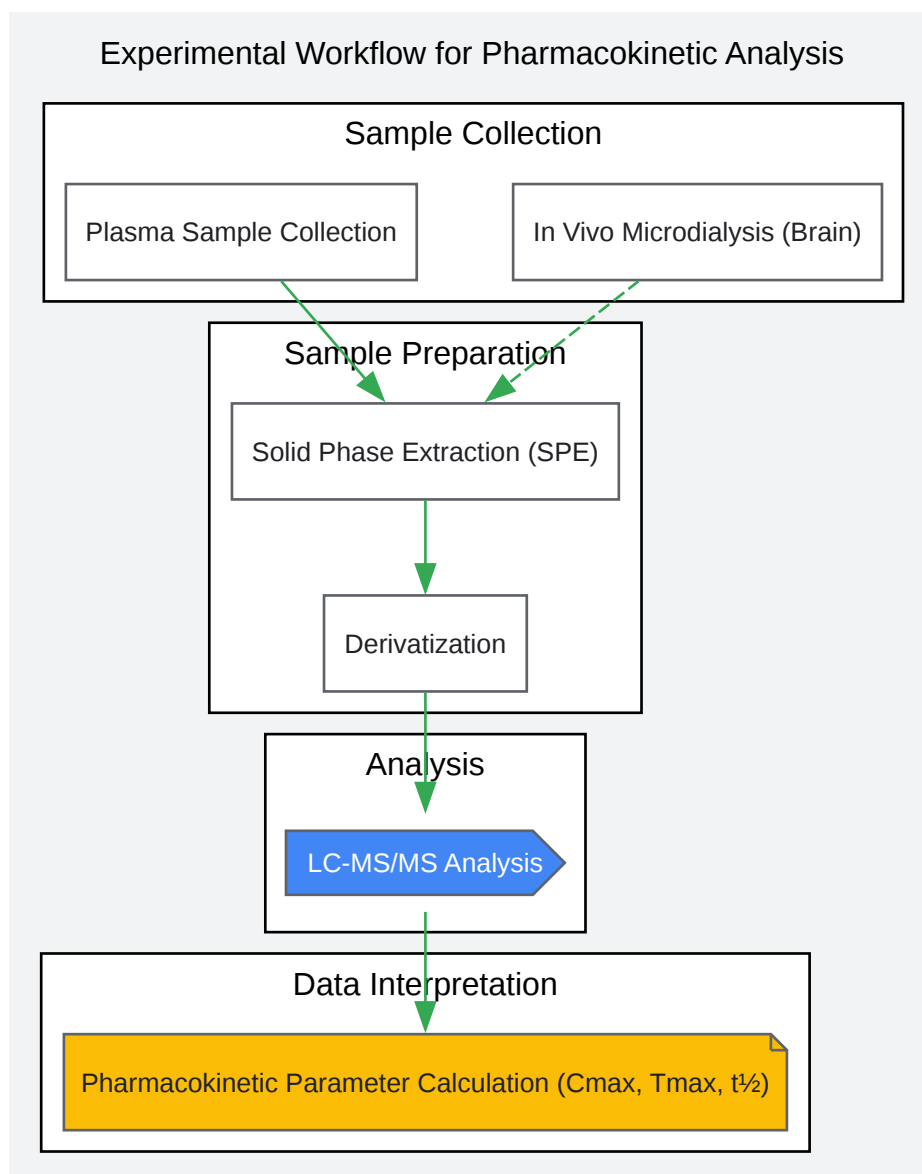 Experimental Workflow for Pharmacokinetic Analysis
Sample Collection
Plasma Sample Collection
In Vivo Microdialysis (Brain)
Sample Preparation
Solid Phase Extraction (SPE)
Derivatization
Analysis
LC-MS/MS Analysis
Data Interpretation
Pharmacokinetic Parameter Calculation (Cmax, Tmax, t½)